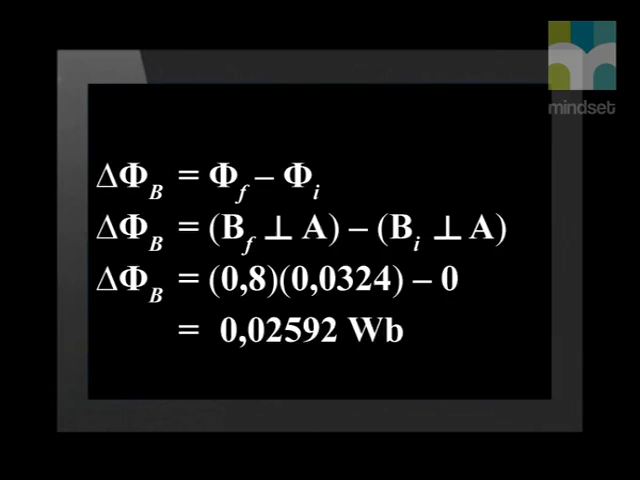 mindset
ΔΦB = Φf – Φi
ΔΦB = (Bf ⊥ A) – (Bi ⊥ A)
ΔΦB = (0,8)(0,0324) – 0
= 0,02592 Wb